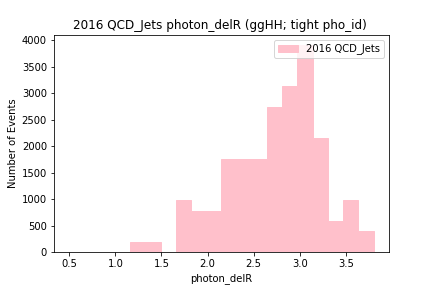 2016 QCD_Jets photon_delR (ggHH; tight pho_id)
2016 QCD_Jets
4000
3500
3000
2500
2000
1500
1000
500
0
Number of Events
0.5 1.0 1.5 2.0 2.5 3.0 3.5
photon_delR